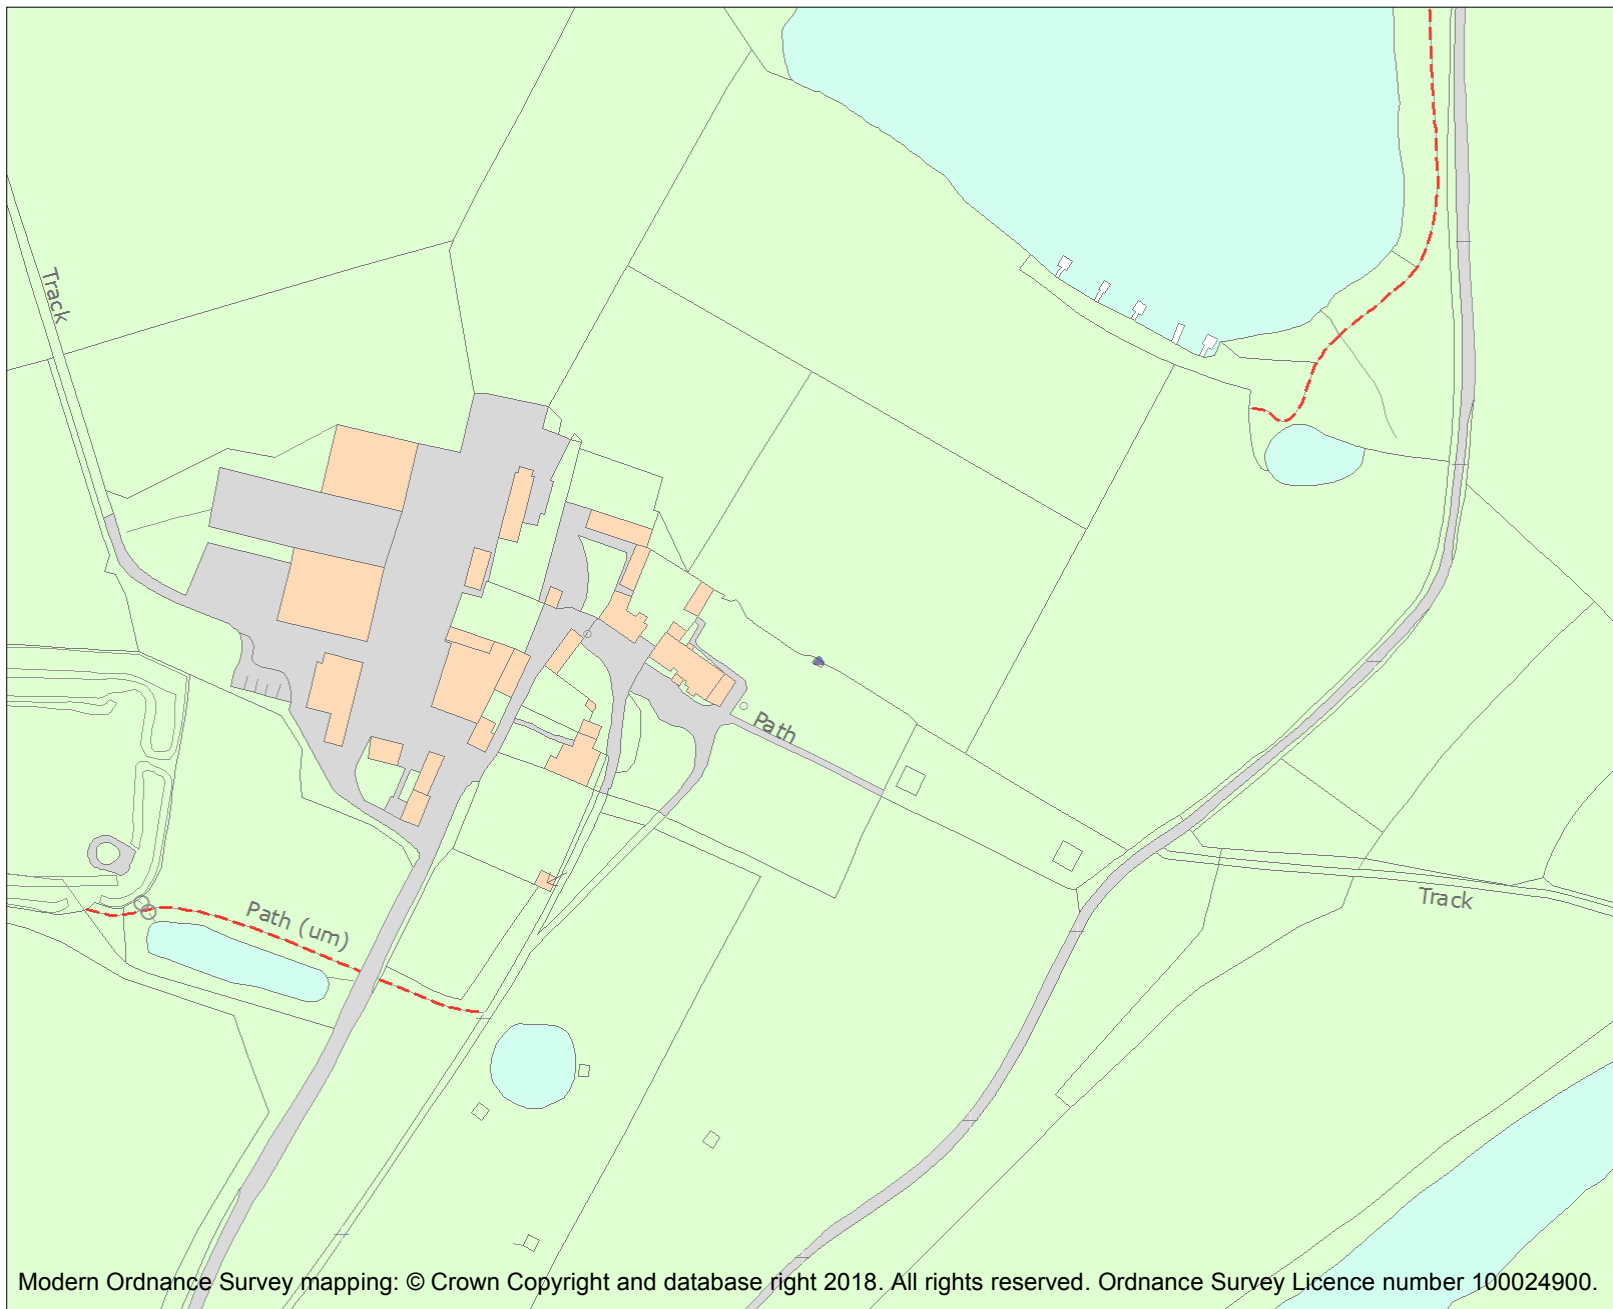 Track
Path
Track
Path (um)
Modern Ordnance Survey mapping: © Crown Copyright and database right 2018. All rights reserved. Ordnance Survey Licence number 100024900.